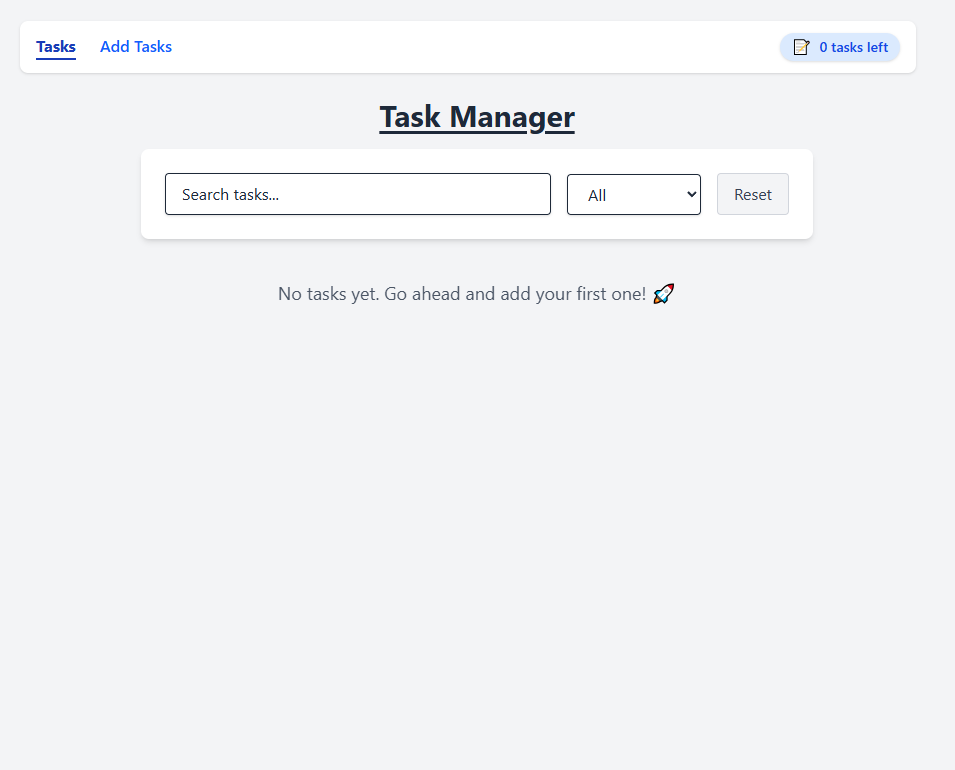 Tasks Add Tasks 📝 0 tasks left
Task Manager
Search tasks... All Reset
No tasks yet. Go ahead and add your first one! 🚀